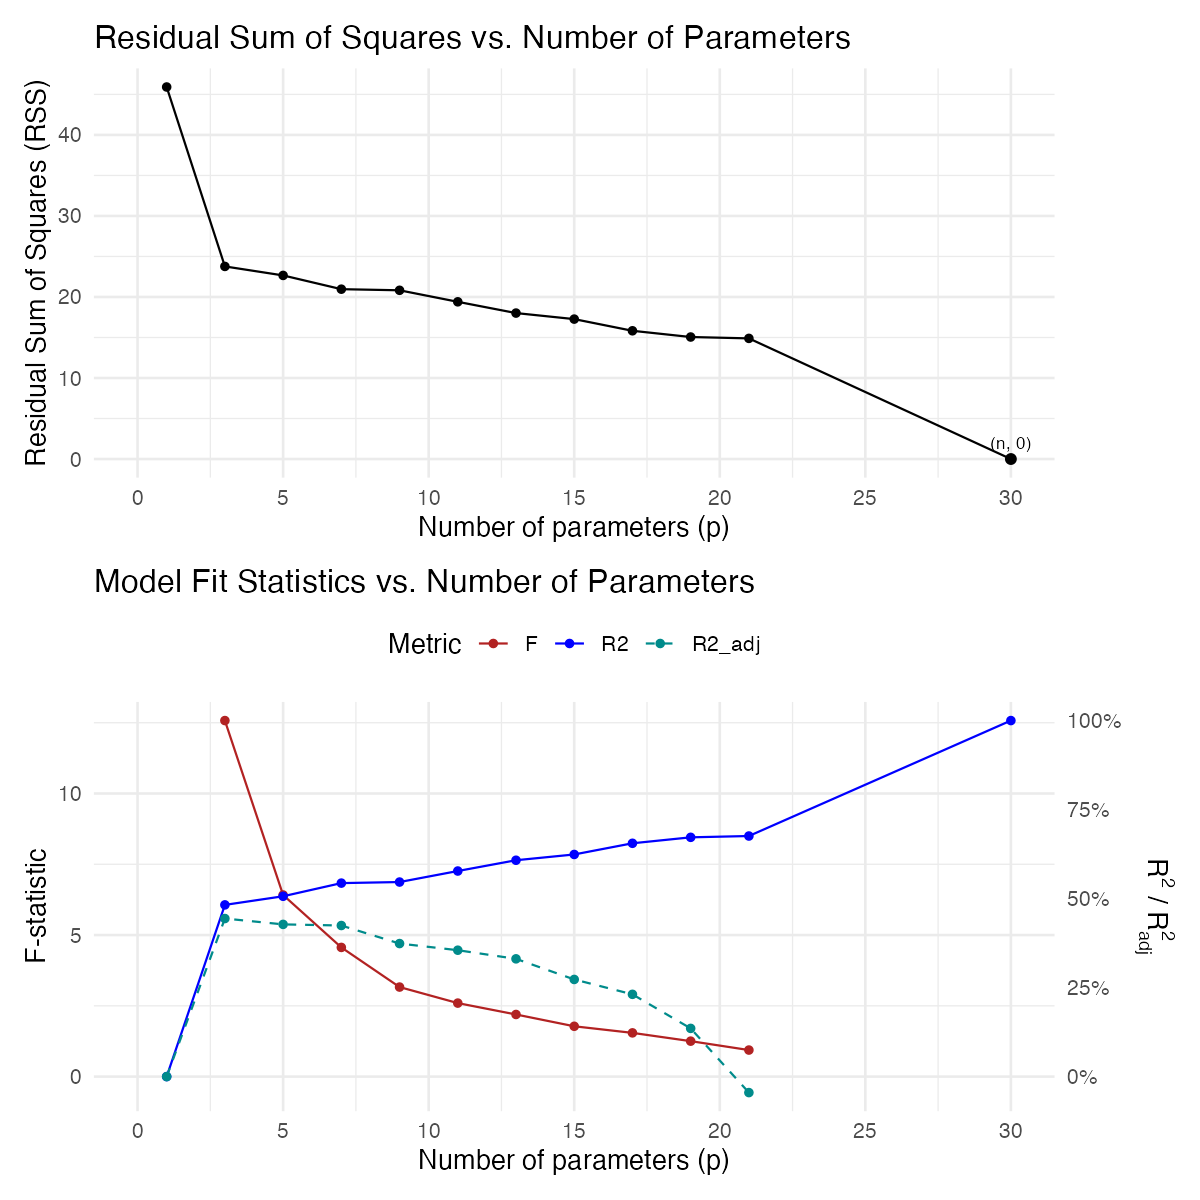 Residual Sum of Squares vs. Number of Parameters
Residual Sum of Squares (RSS)
40
30
20
10
0
(n, 0)
0 5 10 15 20 25 30
Number of parameters (p)
Model Fit Statistics vs. Number of Parameters
Metric F R2 R2_adj
F-statistic
10
5
0
100%
75%
50%
25%
0%
R² / R²adj
0 5 10 15 20 25 30
Number of parameters (p)